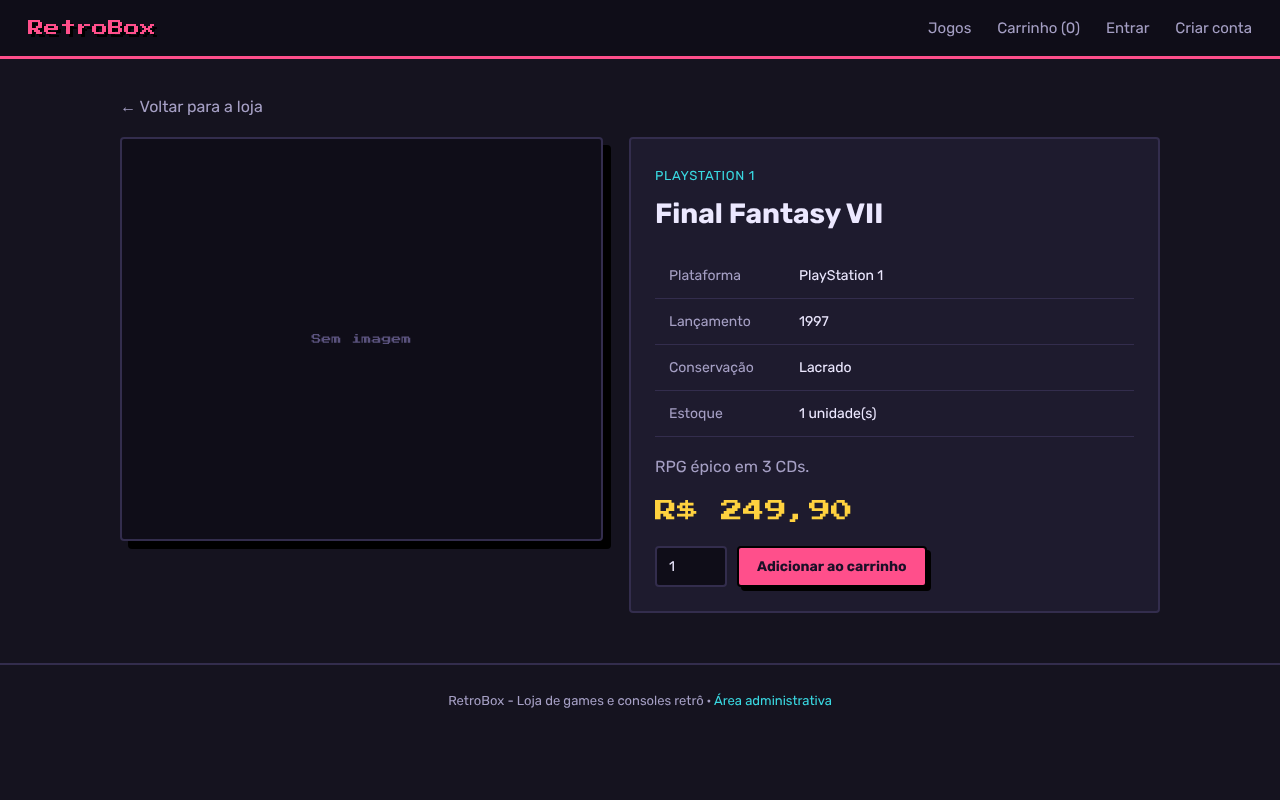 RetroBox
Jogos
Carrinho (0)
Entrar
Criar conta
← Voltar para a loja
Sem imagem
PLAYSTATION 1
Final Fantasy VII
Plataforma PlayStation 1
Lançamento 1997
Conservação Lacrado
Estoque 1 unidade(s)
RPG épico em 3 CDs.
R$ 249,90
1
Adicionar ao carrinho
RetroBox - Loja de games e consoles retrô • Área administrativa